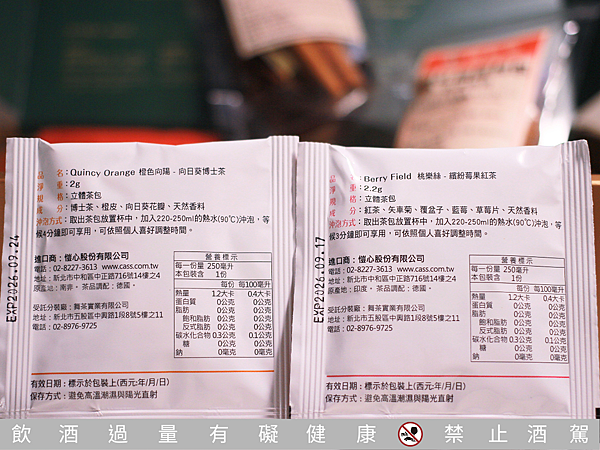 品名：Quincy Orange 橙色向陽 - 向日葵博士茶
淨重：2g
規格：立體茶包
成分：博士茶、橙皮、向日葵花瓣、天然香料
沖泡方式：取出茶包放置杯中，加入220-250ml的熱水(90℃)沖泡，等
候4分鐘即可享用，可依照個人喜好調整時間。
進口商：愷心股份有限公司
電話：02-8227-3613 www.cass.com.tw
地址：新北市中和區中正路716號14樓24
原產地：南非。茶品調配：德國。
受託分裝廠：舞茶實業有限公司
地址：新北市五股區中興路1段8號5樓211
電話：02-8976-9725
營養標示
每一份量 250毫升
本包裝含 1份
每份 每100毫升
熱量 1.2大卡 0.4大卡
蛋白質 0公克 0公克
脂肪 0公克 0公克
飽和脂肪 0公克 0公克
反式脂肪 0公克 0公克
碳水化合物 0.3公克 0.1公克
糖 0公克 0公克
鈉 0毫克 0毫克
有效日期：標示於包裝上(西元:年/月/日)
保存方式：避免高溫潮濕與陽光直射
EXP2026.09.24
品名：Berry Field 桃樂絲 - 繽紛莓果紅茶
淨重：2.2g
規格：立體茶包
成分：紅茶、矢車菊、覆盆子、藍莓、草莓片、天然香料
沖泡方式：取出茶包放置杯中，加入220-250ml的熱水(90℃)沖泡，等
候3分鐘即可享用，可依照個人喜好調整時間。
進口商：愷心股份有限公司
電話：02-8227-3613 www.cass.com.tw
地址：新北市中和區中正路716號14樓24
原產地：印度。茶品調配：德國。
受託分裝廠：舞茶實業有限公司
地址：新北市五股區中興路1段8號5樓211
電話：02-8976-9725
營養標示
每一份量 250毫升
本包裝含 1份
每份 每100毫升
熱量 1.2大卡 0.4大卡
蛋白質 0公克 0公克
脂肪 0公克 0公克
飽和脂肪 0公克 0公克
反式脂肪 0公克 0公克
碳水化合物 0.3公克 0.1公克
糖 0公克 0公克
鈉 0毫克 0毫克
有效日期：標示於包裝上(西元:年/月/日)
保存方式：避免高溫潮濕與陽光直射
EXP2026.09.17
飲酒過量有礙健康 禁止酒駕